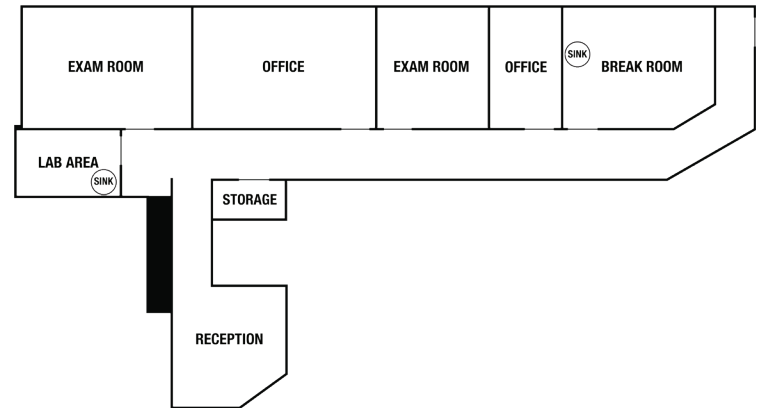 EXAM ROOM
OFFICE
EXAM ROOM
OFFICE
SINK
BREAK ROOM
LAB AREA
SINK
STORAGE
RECEPTION